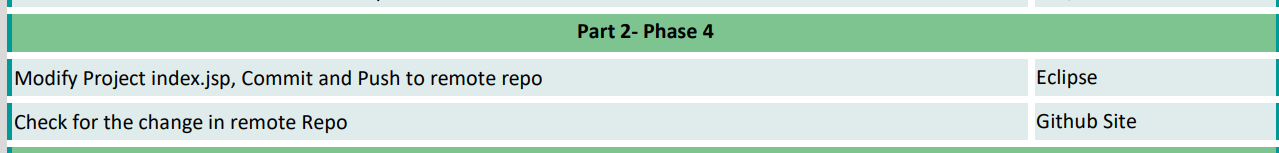 Part 2- Phase 4
Modify Project index.jsp, Commit and Push to remote repo
Eclipse
Check for the change in remote Repo
Github Site